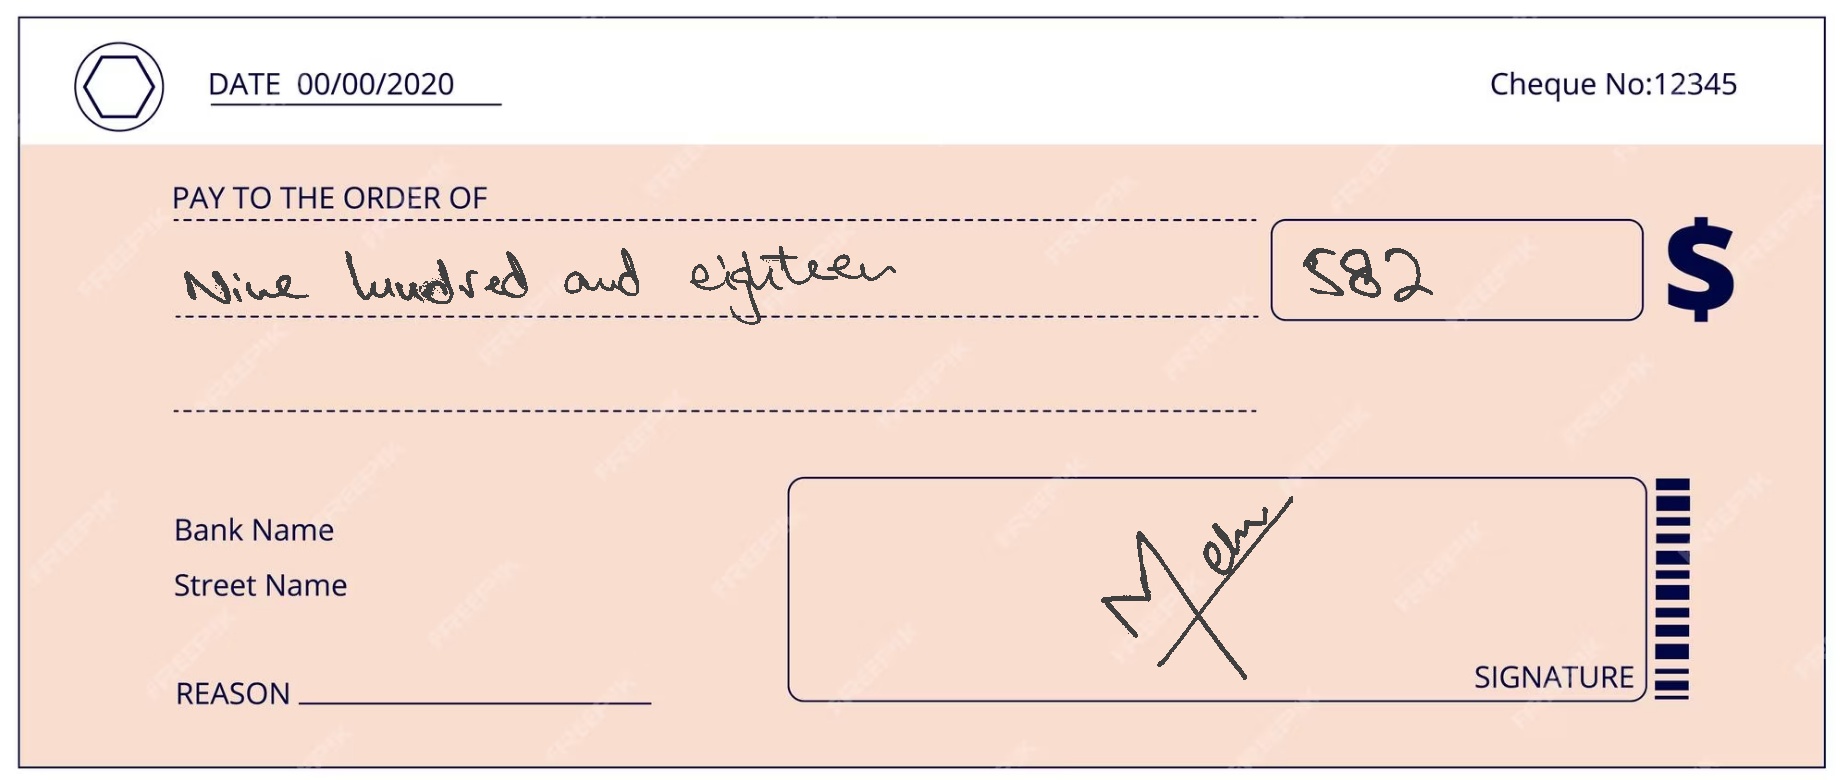 DATE 00/00/2020
Cheque No:12345
PAY TO THE ORDER OF
Nine hundred and eighteen
582
$
Bank Name
Street Name
REASON
SIGNATURE